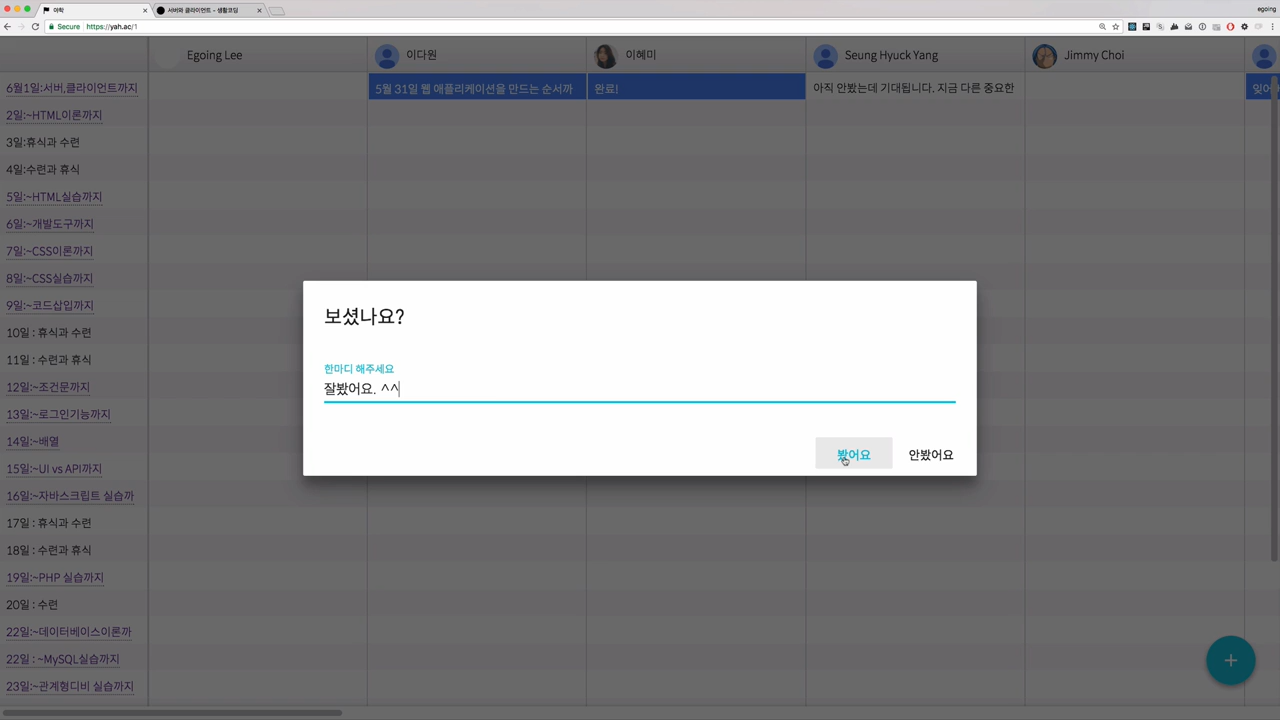 야학
서버와 클라이언트 - 생활코딩
egoing
Secure
https://yah.ac/1
Egoing Lee
이다원
이혜미
Seung Hyuck Yang
Jimmy Choi
6월1일:서버,클라이언트까지
5월 31일 웹 애플리케이션을 만드는 순서까
완료!
아직 안봤는데 기대됩니다. 지금 다른 중요한
잊어
2일:~HTML이론까지
3일:휴식과 수련
4일:수련과 휴식
5일:~HTML실습까지
6일:~개발도구까지
7일:~CSS이론까지
8일:~CSS실습까지
9일:~코드삽입까지
10일 : 휴식과 수련
11일 : 수련과 휴식
12일:~조건문까지
13일:~로그인기능까지
14일:~배열
15일:~UI vs API까지
16일:~자바스크립트 실습까
17일 : 휴식과 수련
18일 : 수련과 휴식
19일:~PHP 실습까지
20일 : 수련
22일:~데이터베이스이론까
22일 : ~MySQL실습까지
23일:~관계형디비 실습까지
보셨나요?
한마디 해주세요
잘봤어요. ^^
봤어요
안봤어요
+